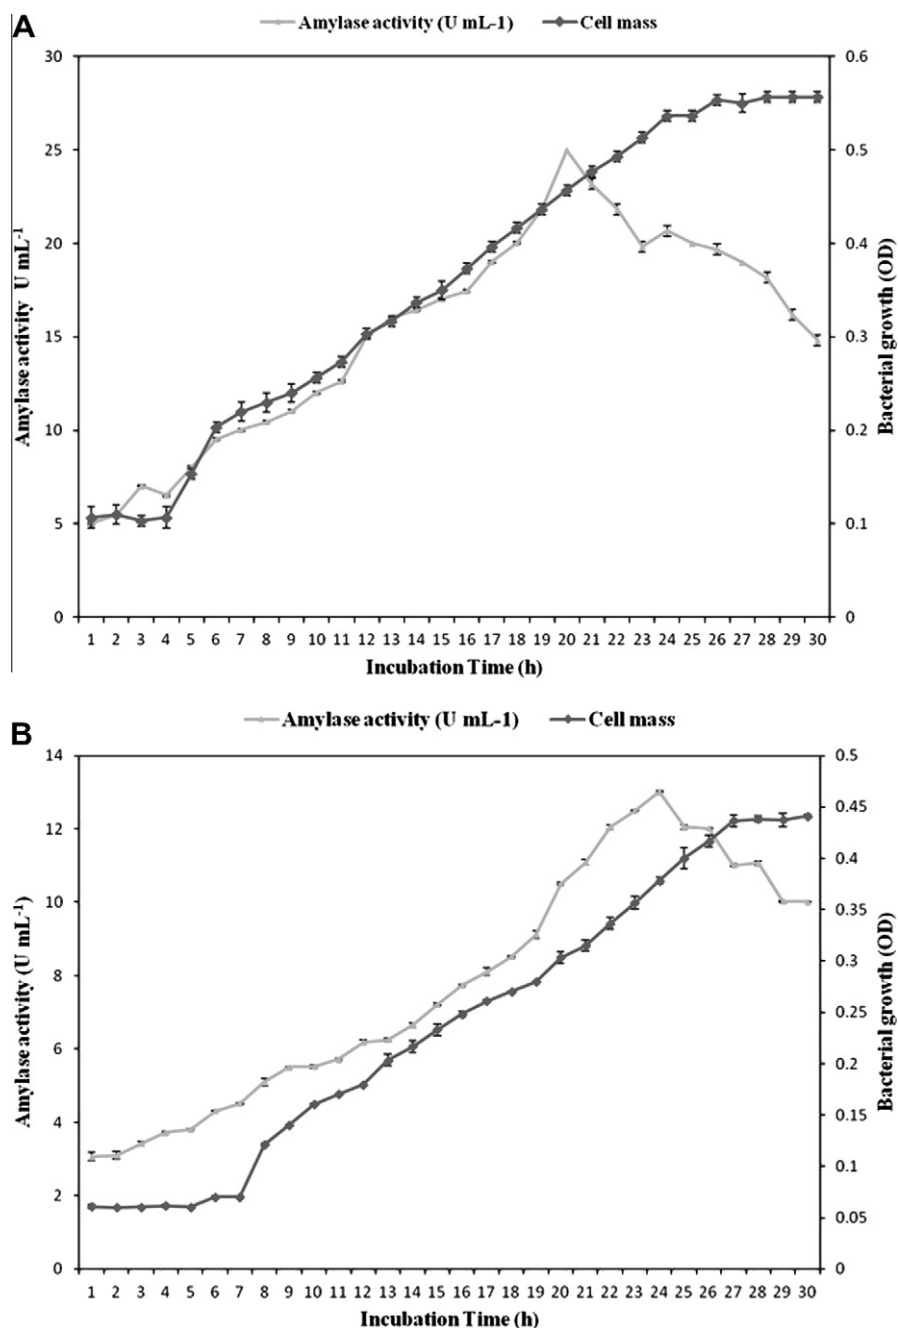 A
Amylase activity (U mL-1) Cell mass
30
25
20
15
10
5
0
Amylase activity U mL-1
0.6
0.5
0.4
0.3
0.2
0.1
0
Bacterial growth (OD)
1 2 3 4 5 6 7 8 9 10 11 12 13 14 15 16 17 18 19 20 21 22 23 24 25 26 27 28 29 30
Incubation Time (h)
B
Amylase activity (U mL-1) Cell mass
14
12
10
8
6
4
2
0
Amylase activity (U mL-1)
0.5
0.45
0.4
0.35
0.3
0.25
0.2
0.15
0.1
0.05
0
Bacterial growth (OD)
1 2 3 4 5 6 7 8 9 10 11 12 13 14 15 16 17 18 19 20 21 22 23 24 25 26 27 28 29 30
Incubation Time (h)